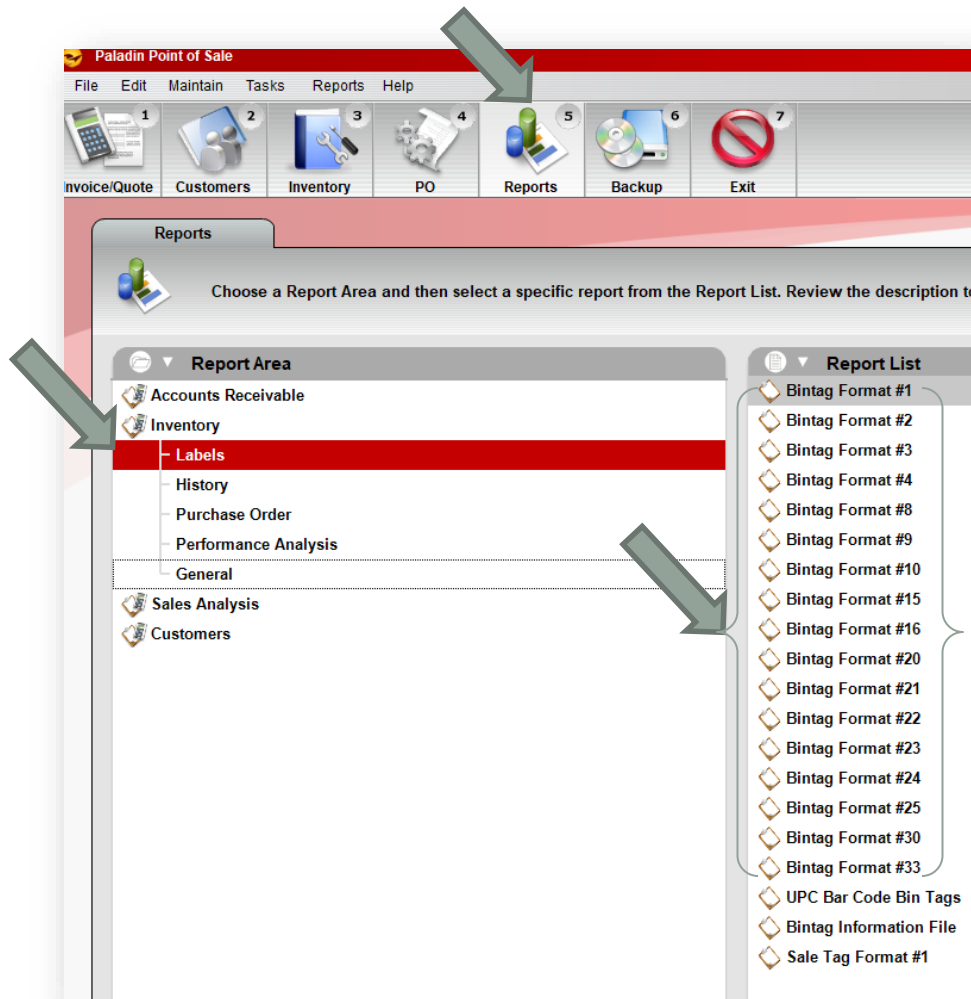 Paladin Point of Sale
File Edit Maintain Tasks Reports Help
1 2 3 4 5 6 7
nvoice/Quote Customers Inventory PO Reports Backup Exit
Reports
Choose a Report Area and then select a specific report from the Report List. Review the description to
Report Area
Accounts Receivable
Inventory
Labels
History
Purchase Order
Performance Analysis
General
Sales Analysis
Customers
Report List
Bintag Format #1
Bintag Format #2
Bintag Format #3
Bintag Format #4
Bintag Format #8
Bintag Format #9
Bintag Format #10
Bintag Format #15
Bintag Format #16
Bintag Format #20
Bintag Format #21
Bintag Format #22
Bintag Format #23
Bintag Format #24
Bintag Format #25
Bintag Format #30
Bintag Format #33
UPC Bar Code Bin Tags
Bintag Information File
Sale Tag Format #1